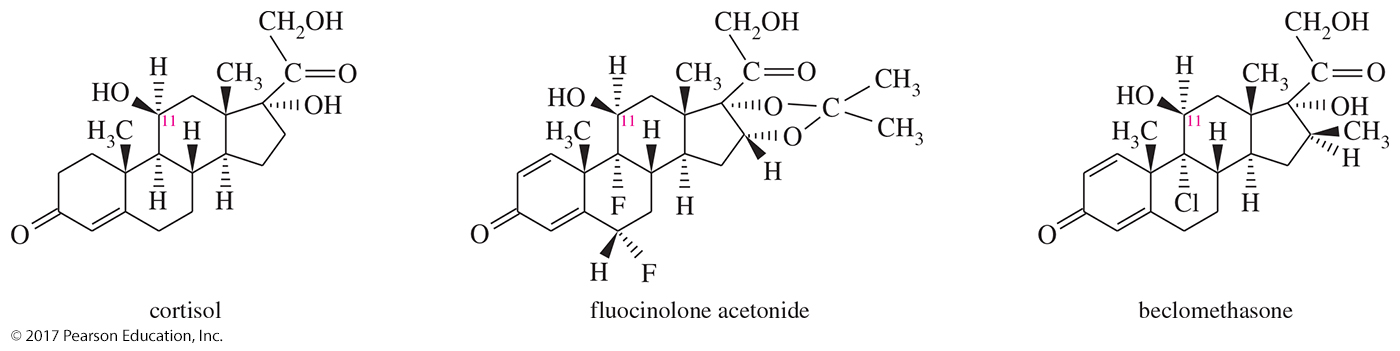 CH₂OH
H
CH₃
C=O
HO
OH
11
H₃C
H
H
H
O
cortisol
CH₂OH
H
CH₃
C=O
CH₃
HO
O
C
11
H₃C
H
O
CH₃
H
F
H
O
H
F
fluocinolone acetonide
CH₂OH
H
CH₃
C=O
HO
OH
11
H₃C
H
CH₃
H
Cl
H
O
beclomethasone
© 2017 Pearson Education, Inc.